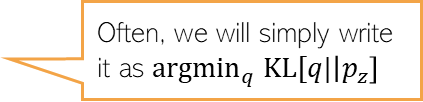 Often, we will simply write
it as argmin_q KL[q||p_z]